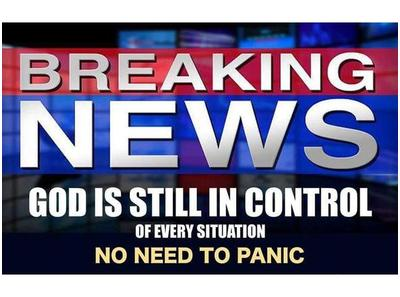 BREAKING
NEWS
GOD IS STILL IN CONTROL
OF EVERY SITUATION
NO NEED TO PANIC